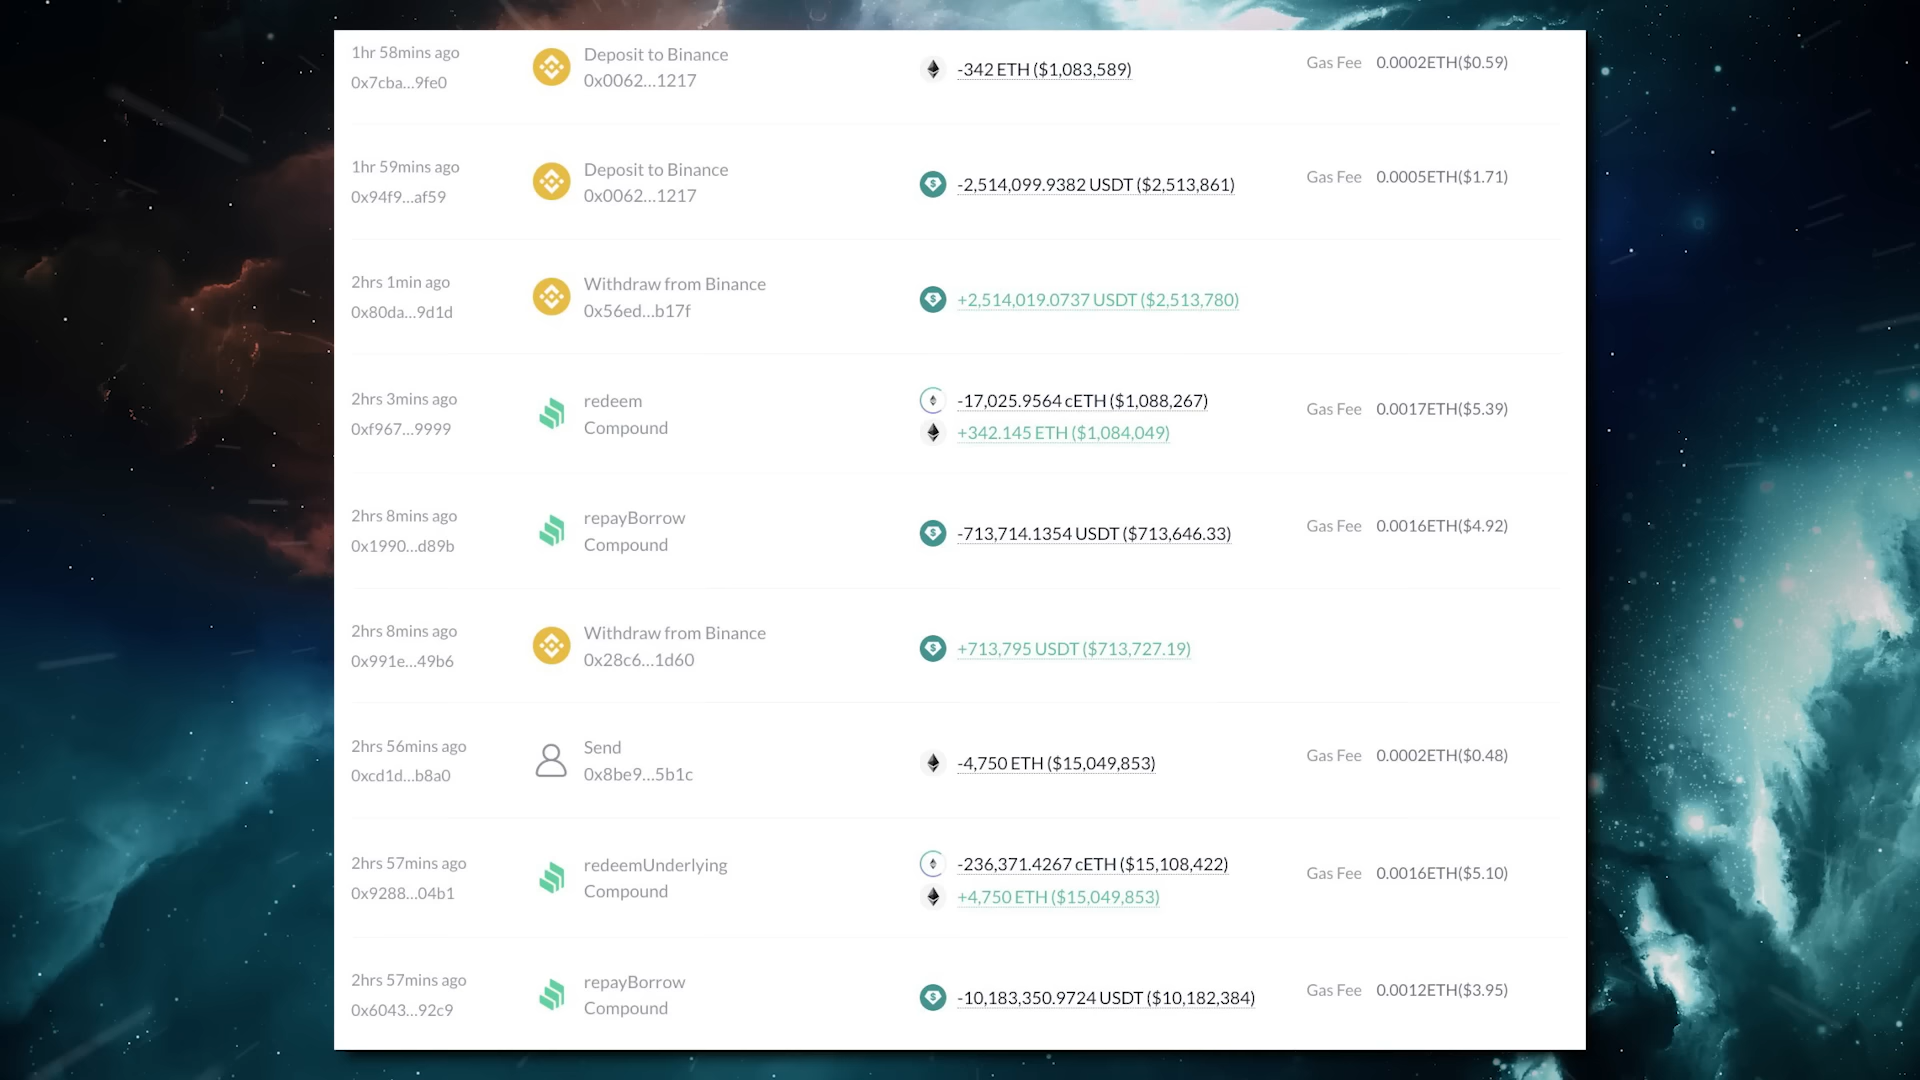 1hr 58mins ago
0x7cba...9fe0
Deposit to Binance
0x0062...1217
-342 ETH ($1,083,589)
Gas Fee 0.0002ETH($0.59)
1hr 59mins ago
0x94f9...af59
Deposit to Binance
0x0062...1217
-2,514,099.9382 USDT ($2,513,861)
Gas Fee 0.0005ETH($1.71)
2hrs 1min ago
0x80da...9d1d
Withdraw from Binance
0x56ed...b17f
+2,514,019.0737 USDT ($2,513,780)
2hrs 3mins ago
0xf967...9999
redeem
Compound
-17,025.9564 cETH ($1,088,267)
+342.145 ETH ($1,084,049)
Gas Fee 0.0017ETH($5.39)
2hrs 8mins ago
0x1990...d89b
repayBorrow
Compound
-713,714.1354 USDT ($713,646.33)
Gas Fee 0.0016ETH($4.92)
2hrs 8mins ago
0x991e...49b6
Withdraw from Binance
0x28c6...1d60
+713,795 USDT ($713,727.19)
2hrs 56mins ago
0xcd1d...b8a0
Send
0x8be9...5b1c
-4,750 ETH ($15,049,853)
Gas Fee 0.0002ETH($0.48)
2hrs 57mins ago
0x9288...04b1
redeemUnderlying
Compound
-236,371.4267 cETH ($15,108,422)
+4,750 ETH ($15,049,853)
Gas Fee 0.0016ETH($5.10)
2hrs 57mins ago
0x6043...92c9
repayBorrow
Compound
-10,183,350.9724 USDT ($10,182,384)
Gas Fee 0.0012ETH($3.95)